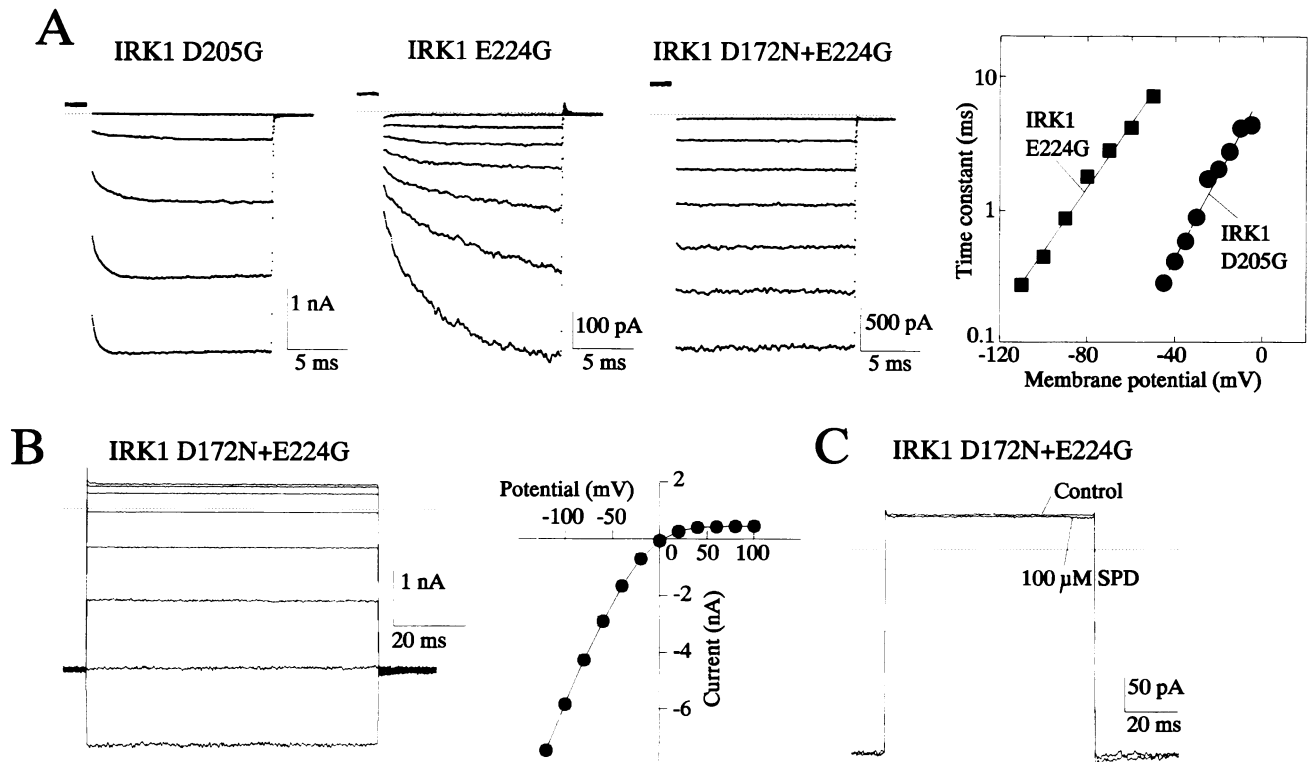 A
IRK1 D205G
IRK1 E224G
IRK1 D172N+E224G
1 nA
5 ms
100 pA
5 ms
500 pA
5 ms
Time constant (ms)
10
1
0.1
IRK1
E224G
IRK1
D205G
-120
-80
-40
0
Membrane potential (mV)
B
IRK1 D172N+E224G
1 nA
20 ms
Potential (mV)
-100
-50
0
50
100
2
-2
-4
-6
Current (nA)
C
IRK1 D172N+E224G
Control
100 μM SPD
50 pA
20 ms